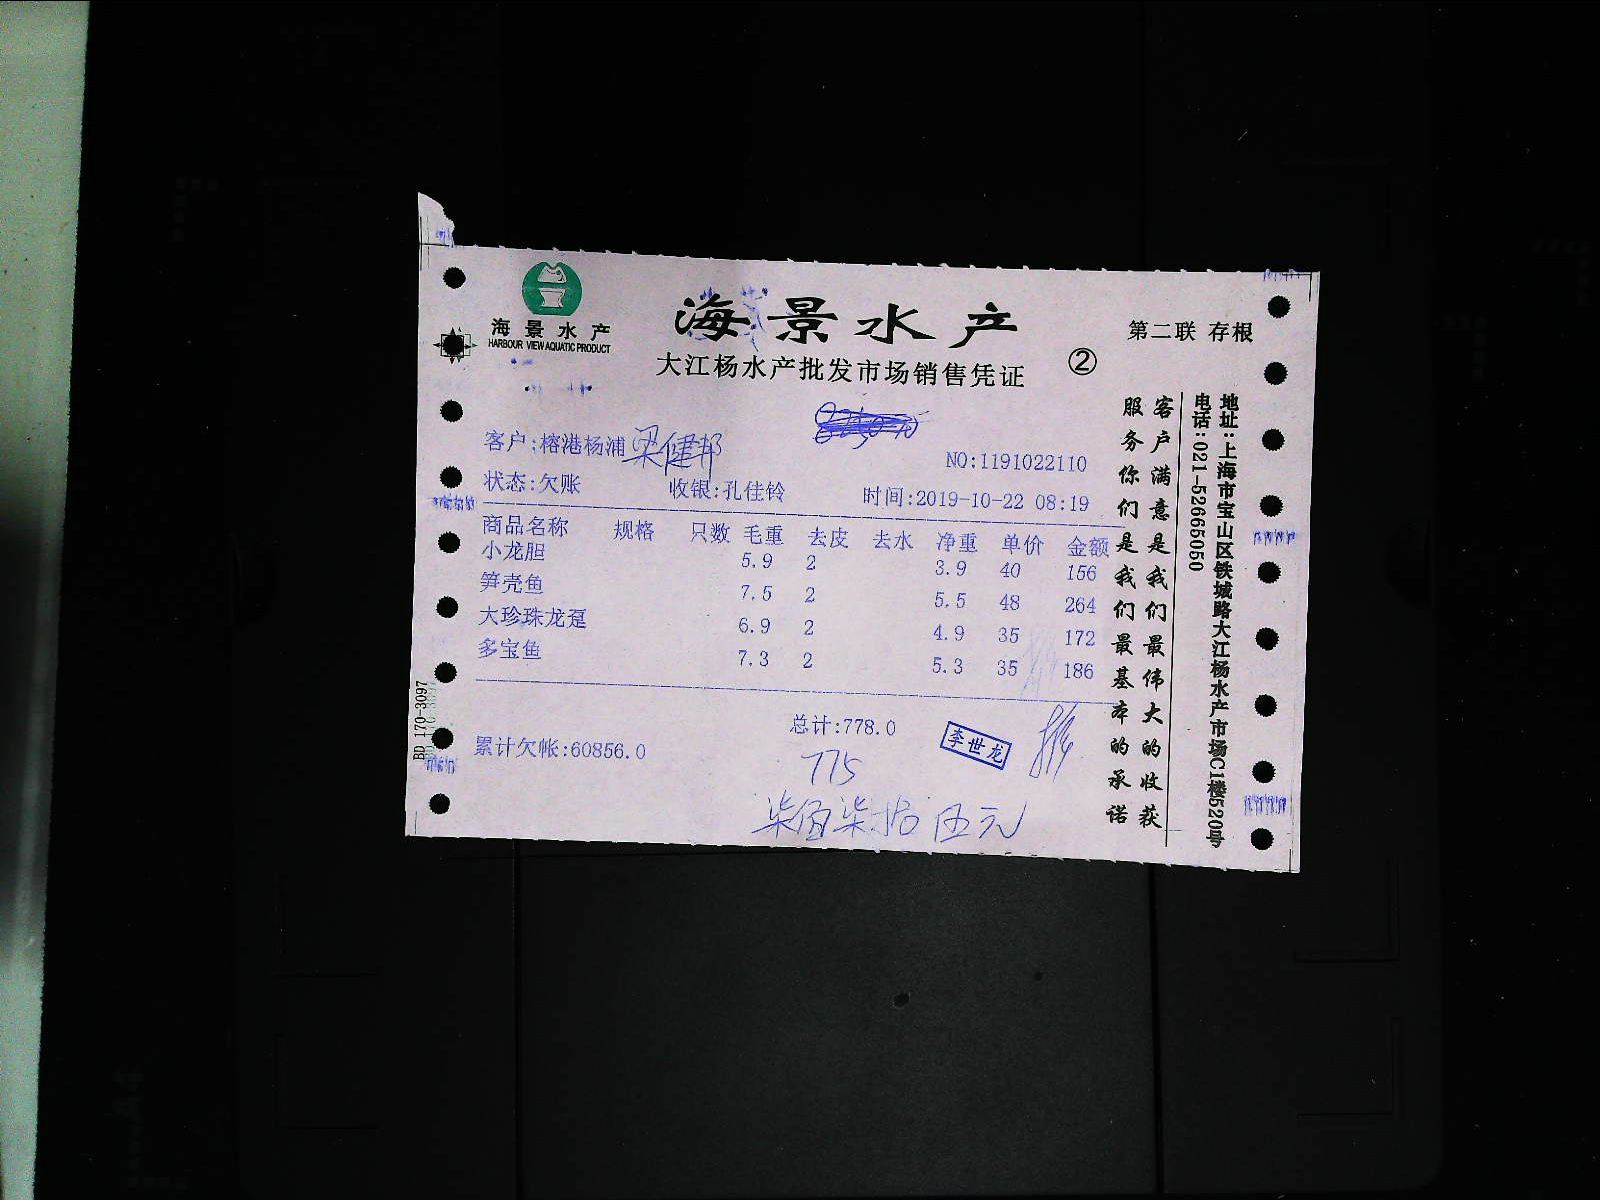 海景水产
HARBOUR VIEW AQUATIC PRODUCT
海景水产
大江杨水产批发市场销售凭证
②
第二联 存根
客户:榕港杨浦 梁健邦
NO:1191022110
状态:欠账 收银:孔佳铃 时间:2019-10-22 08:19
商品名称 规格 只数 毛重 去皮 去水 净重 单价 金额
小龙胆 5.9 2 3.9 40 156
笋壳鱼 7.5 2 5.5 48 264
大珍珠龙趸 6.9 2 4.9 35 172
多宝鱼 7.3 2 5.3 35 186
总计:778.0
累计欠帐:60856.0
李世龙
775
柒佰柒拾伍元
客户满意是我们最伟大的收获
服务你们是我们最基本的承诺
地址:上海市宝山区铁城路大江杨水产市场C1楼520号
电话:021-52665050
BD 170-3097